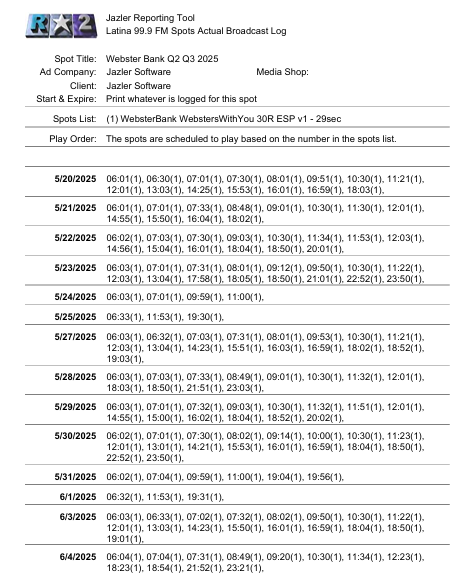 R★2
Jazler Reporting Tool
Latina 99.9 FM Spots Actual Broadcast Log
Spot Title: Webster Bank Q2 Q3 2025
Ad Company: Jazler Software Media Shop:
Client: Jazler Software
Start & Expire: Print whatever is logged for this spot
Spots List: (1) WebsterBank WebstersWithYou 30R ESP v1 - 29sec
Play Order: The spots are scheduled to play based on the number in the spots list.
5/20/2025 06:01(1), 06:30(1), 07:01(1), 07:30(1), 08:01(1), 09:51(1), 10:30(1), 11:21(1),
12:01(1), 13:03(1), 14:25(1), 15:53(1), 16:01(1), 16:59(1), 18:03(1),
5/21/2025 06:01(1), 07:01(1), 07:33(1), 08:48(1), 09:01(1), 10:30(1), 11:30(1), 12:01(1),
14:55(1), 15:50(1), 16:04(1), 18:02(1),
5/22/2025 06:02(1), 07:03(1), 07:30(1), 09:03(1), 10:30(1), 11:34(1), 11:53(1), 12:03(1),
14:56(1), 15:04(1), 16:01(1), 18:04(1), 18:50(1), 20:01(1),
5/23/2025 06:03(1), 07:01(1), 07:31(1), 08:01(1), 09:12(1), 09:50(1), 10:30(1), 11:22(1),
12:03(1), 13:04(1), 17:58(1), 18:05(1), 18:50(1), 21:01(1), 22:52(1), 23:50(1),
5/24/2025 06:03(1), 07:01(1), 09:59(1), 11:00(1),
5/25/2025 06:33(1), 11:53(1), 19:30(1),
5/27/2025 06:03(1), 06:32(1), 07:03(1), 07:31(1), 08:01(1), 09:53(1), 10:30(1), 11:21(1),
12:03(1), 13:04(1), 14:23(1), 15:51(1), 16:03(1), 16:59(1), 18:02(1), 18:52(1),
19:03(1),
5/28/2025 06:03(1), 07:03(1), 07:33(1), 08:49(1), 09:01(1), 10:30(1), 11:32(1), 12:01(1),
18:03(1), 18:50(1), 21:51(1), 23:03(1),
5/29/2025 06:03(1), 07:01(1), 07:32(1), 09:03(1), 10:30(1), 11:32(1), 11:51(1), 12:01(1),
14:55(1), 15:00(1), 16:02(1), 18:04(1), 18:52(1), 20:02(1),
5/30/2025 06:02(1), 07:01(1), 07:30(1), 08:02(1), 09:14(1), 10:00(1), 10:30(1), 11:23(1),
12:01(1), 13:01(1), 14:21(1), 15:53(1), 16:01(1), 16:59(1), 18:04(1), 18:50(1),
22:52(1), 23:50(1),
5/31/2025 06:02(1), 07:04(1), 09:59(1), 11:00(1), 19:04(1), 19:56(1),
6/1/2025 06:32(1), 11:53(1), 19:31(1),
6/3/2025 06:03(1), 06:33(1), 07:02(1), 07:32(1), 08:02(1), 09:50(1), 10:30(1), 11:22(1),
12:01(1), 13:03(1), 14:23(1), 15:50(1), 16:01(1), 16:59(1), 18:04(1), 18:50(1),
19:01(1),
6/4/2025 06:04(1), 07:04(1), 07:31(1), 08:49(1), 09:20(1), 10:30(1), 11:34(1), 12:23(1),
18:23(1), 18:54(1), 21:52(1), 23:21(1),